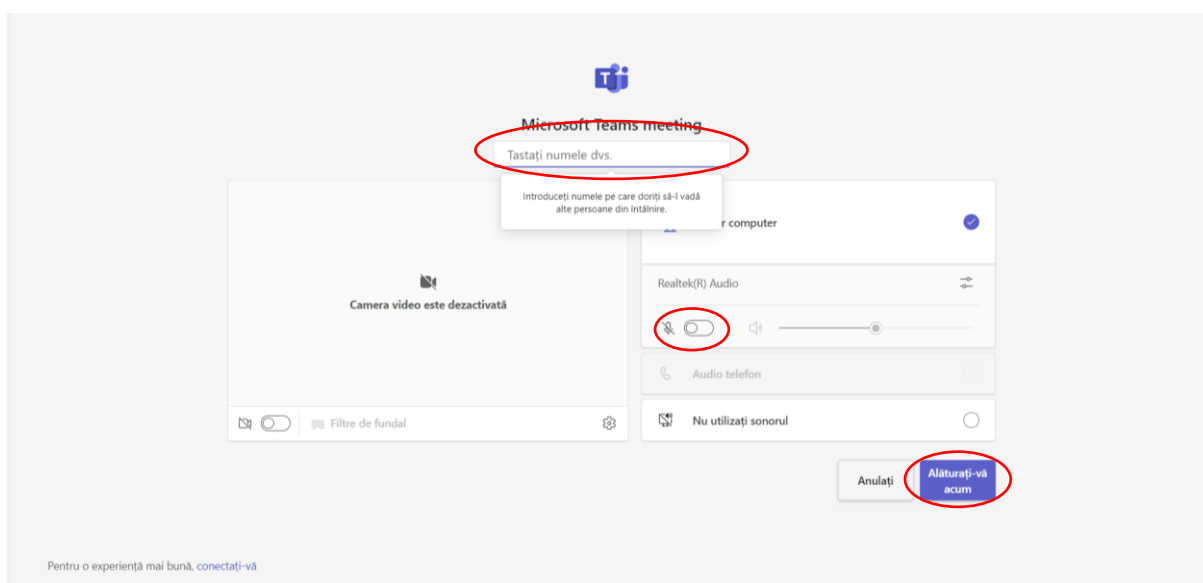 Microsoft Teams meeting
Tastați numele dvs.
Introduceți numele pe care doriți să-l vadă
alte persoane din întâlnire.
computer
Realtek(R) Audio
Camera video este dezactivată
Audio telefon
Filtre de fundal
Nu utilizați sonorul
Anulați
Alăturați-vă
acum
Pentru o experiență mai bună, conectați-vă